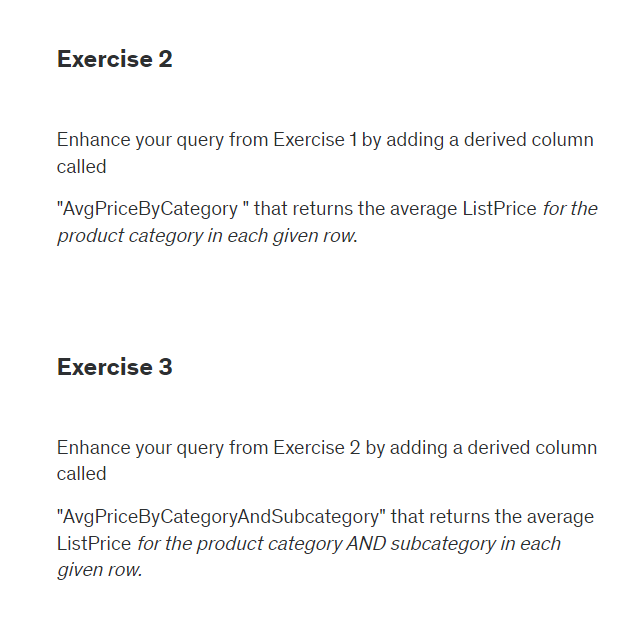 Exercise 2
Enhance your query from Exercise 1 by adding a derived column
called
"AvgPriceByCategory " that returns the average ListPrice for the
product category in each given row.
Exercise 3
Enhance your query from Exercise 2 by adding a derived column
called
"AvgPriceByCategoryAndSubcategory" that returns the average
ListPrice for the product category AND subcategory in each
given row.